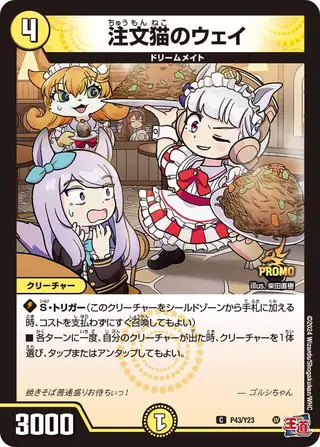 4
ちゅうもんねこ
注文猫のウェイ
ドリームメイト
PROMO
illus. 柴田直樹
クリーチャー
S・トリガー(このクリーチャーをシールドゾーンから手札に加える
時、コストを支払わずにすぐ召喚してもよい)
■各ターンに一度、自分のクリーチャーが出た時、クリーチャーを1体
選び、タップまたはアンタップしてもよい。
焼きそば普通盛りお待ちぃっ!
— ゴルシちゃん
©2024 Wizards/Shogakukan/WHC
3000
1
C P43/Y23
W
王道